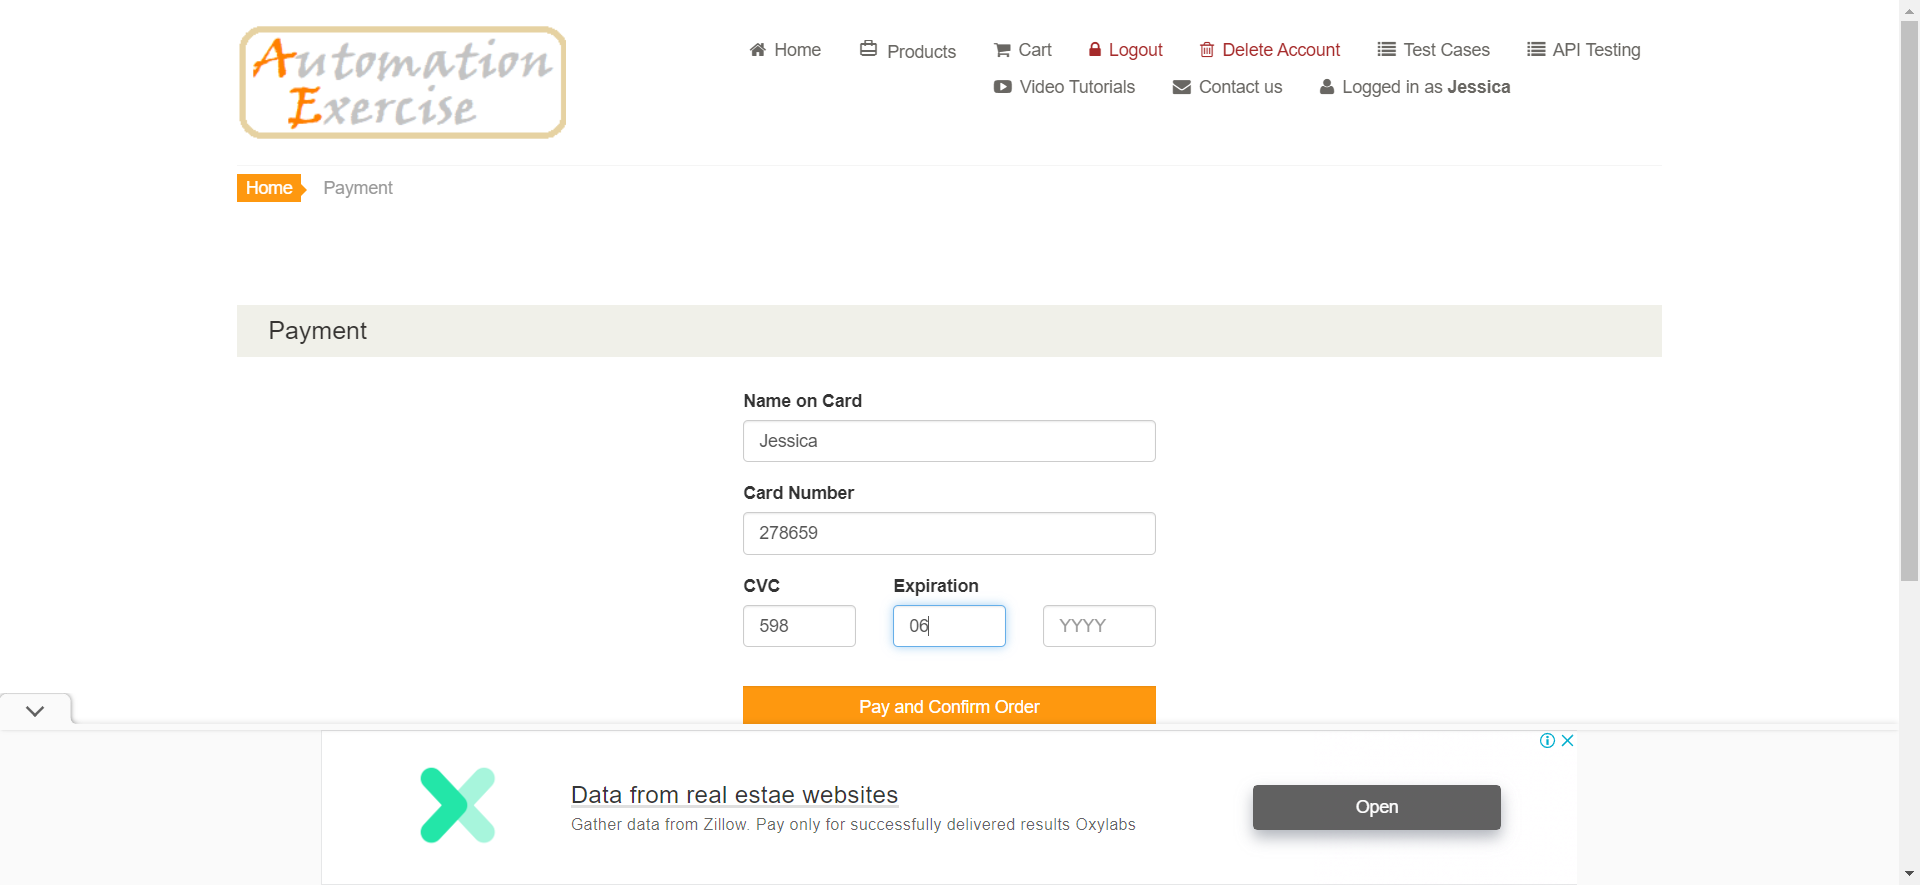 Automation
Exercise
Home
Products
Cart
Logout
Delete Account
Test Cases
API Testing
Video Tutorials
Contact us
Logged in as Jessica
Home
Payment
Payment
Name on Card
Jessica
Card Number
278659
CVC
Expiration
598
06
YYYY
Pay and Confirm Order
Data from real estae websites
Gather data from Zillow. Pay only for successfully delivered results Oxylabs
Open